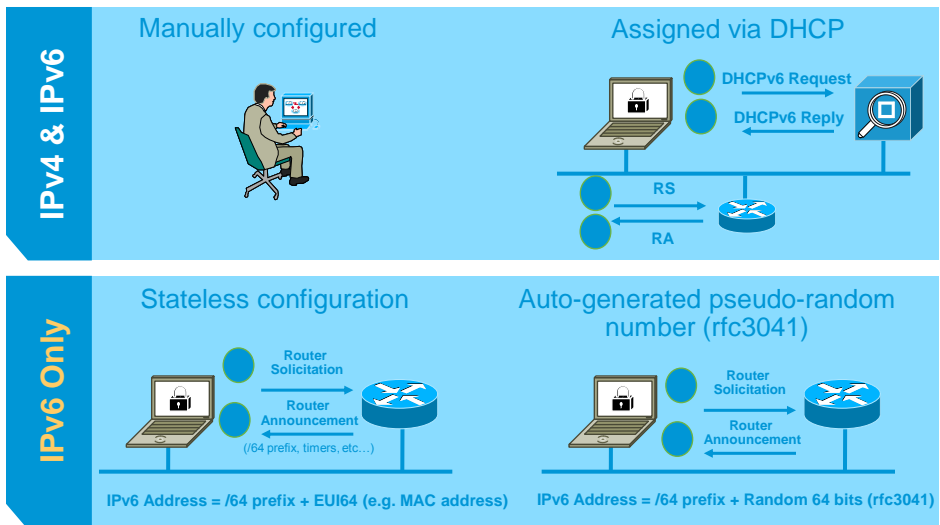 IPv4 & IPv6
Manually configured
Assigned via DHCP
DHCPv6 Request
DHCPv6 Reply
RS
RA
IPv6 Only
Stateless configuration
Router
Solicitation
Router
Announcement
(/64 prefix, timers, etc…)
IPv6 Address = /64 prefix + EUI64 (e.g. MAC address)
Auto-generated pseudo-random
number (rfc3041)
Router
Solicitation
Router
Announcement
IPv6 Address = /64 prefix + Random 64 bits (rfc3041)